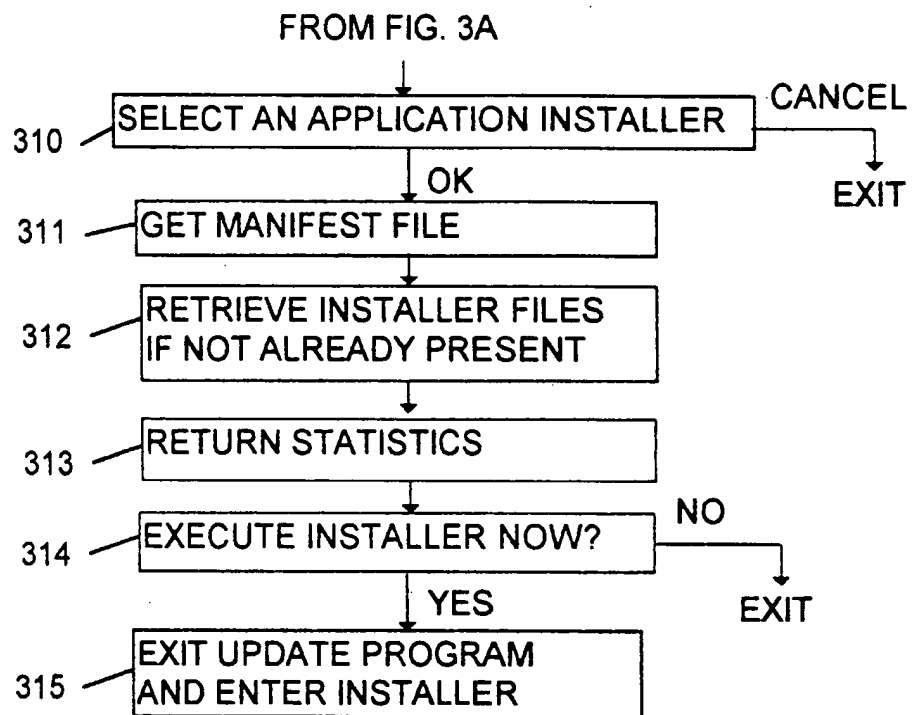 FROM FIG. 3A
CANCEL
310 SELECT AN APPLICATION INSTALLER
OK
EXIT
311 GET MANIFEST FILE
312 RETRIEVE INSTALLER FILES
IF NOT ALREADY PRESENT
313 RETURN STATISTICS
NO
314 EXECUTE INSTALLER NOW?
YES
EXIT
315 EXIT UPDATE PROGRAM
AND ENTER INSTALLER